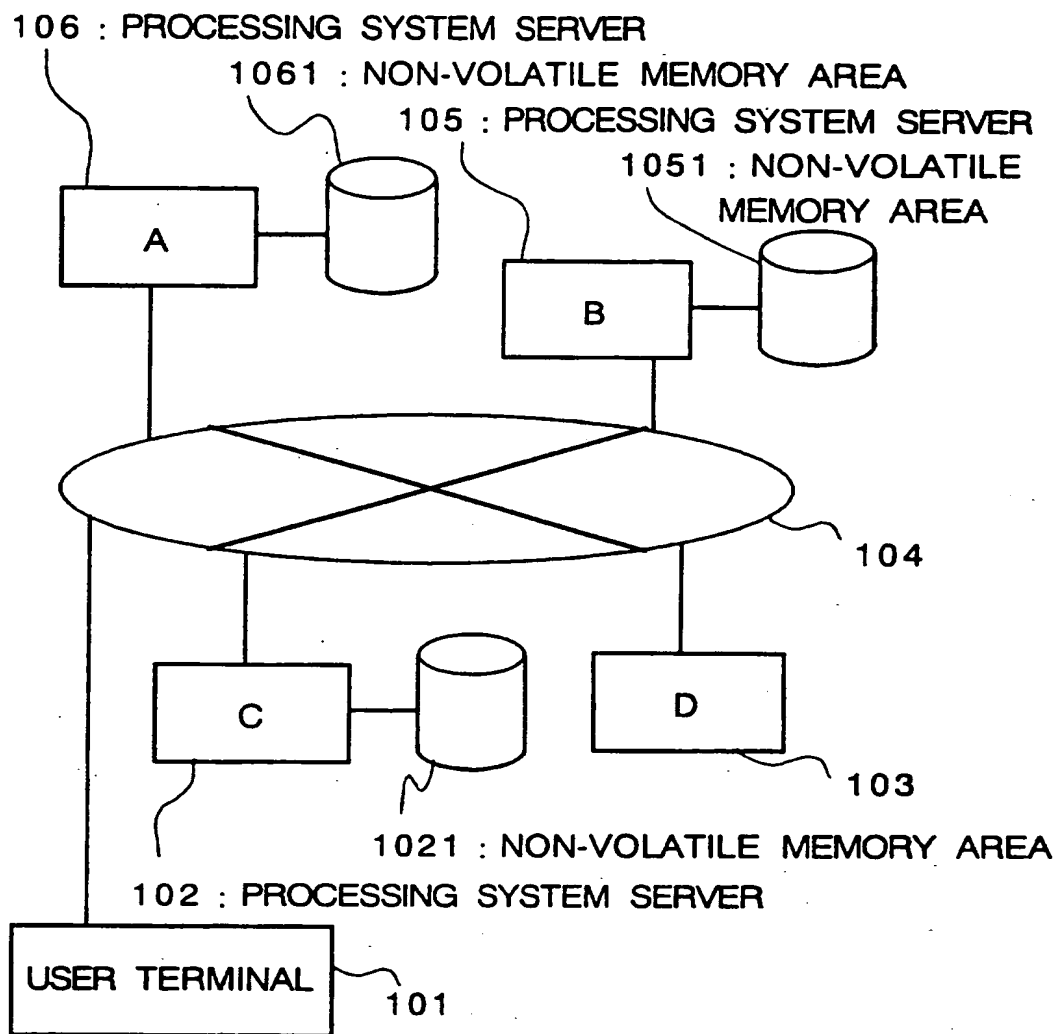 106 : PROCESSING SYSTEM SERVER
1061 : NON-VOLATILE MEMORY AREA
105 : PROCESSING SYSTEM SERVER
1051 : NON-VOLATILE
MEMORY AREA
A
B
104
C
D
103
1021 : NON-VOLATILE MEMORY AREA
102 : PROCESSING SYSTEM SERVER
USER TERMINAL
101